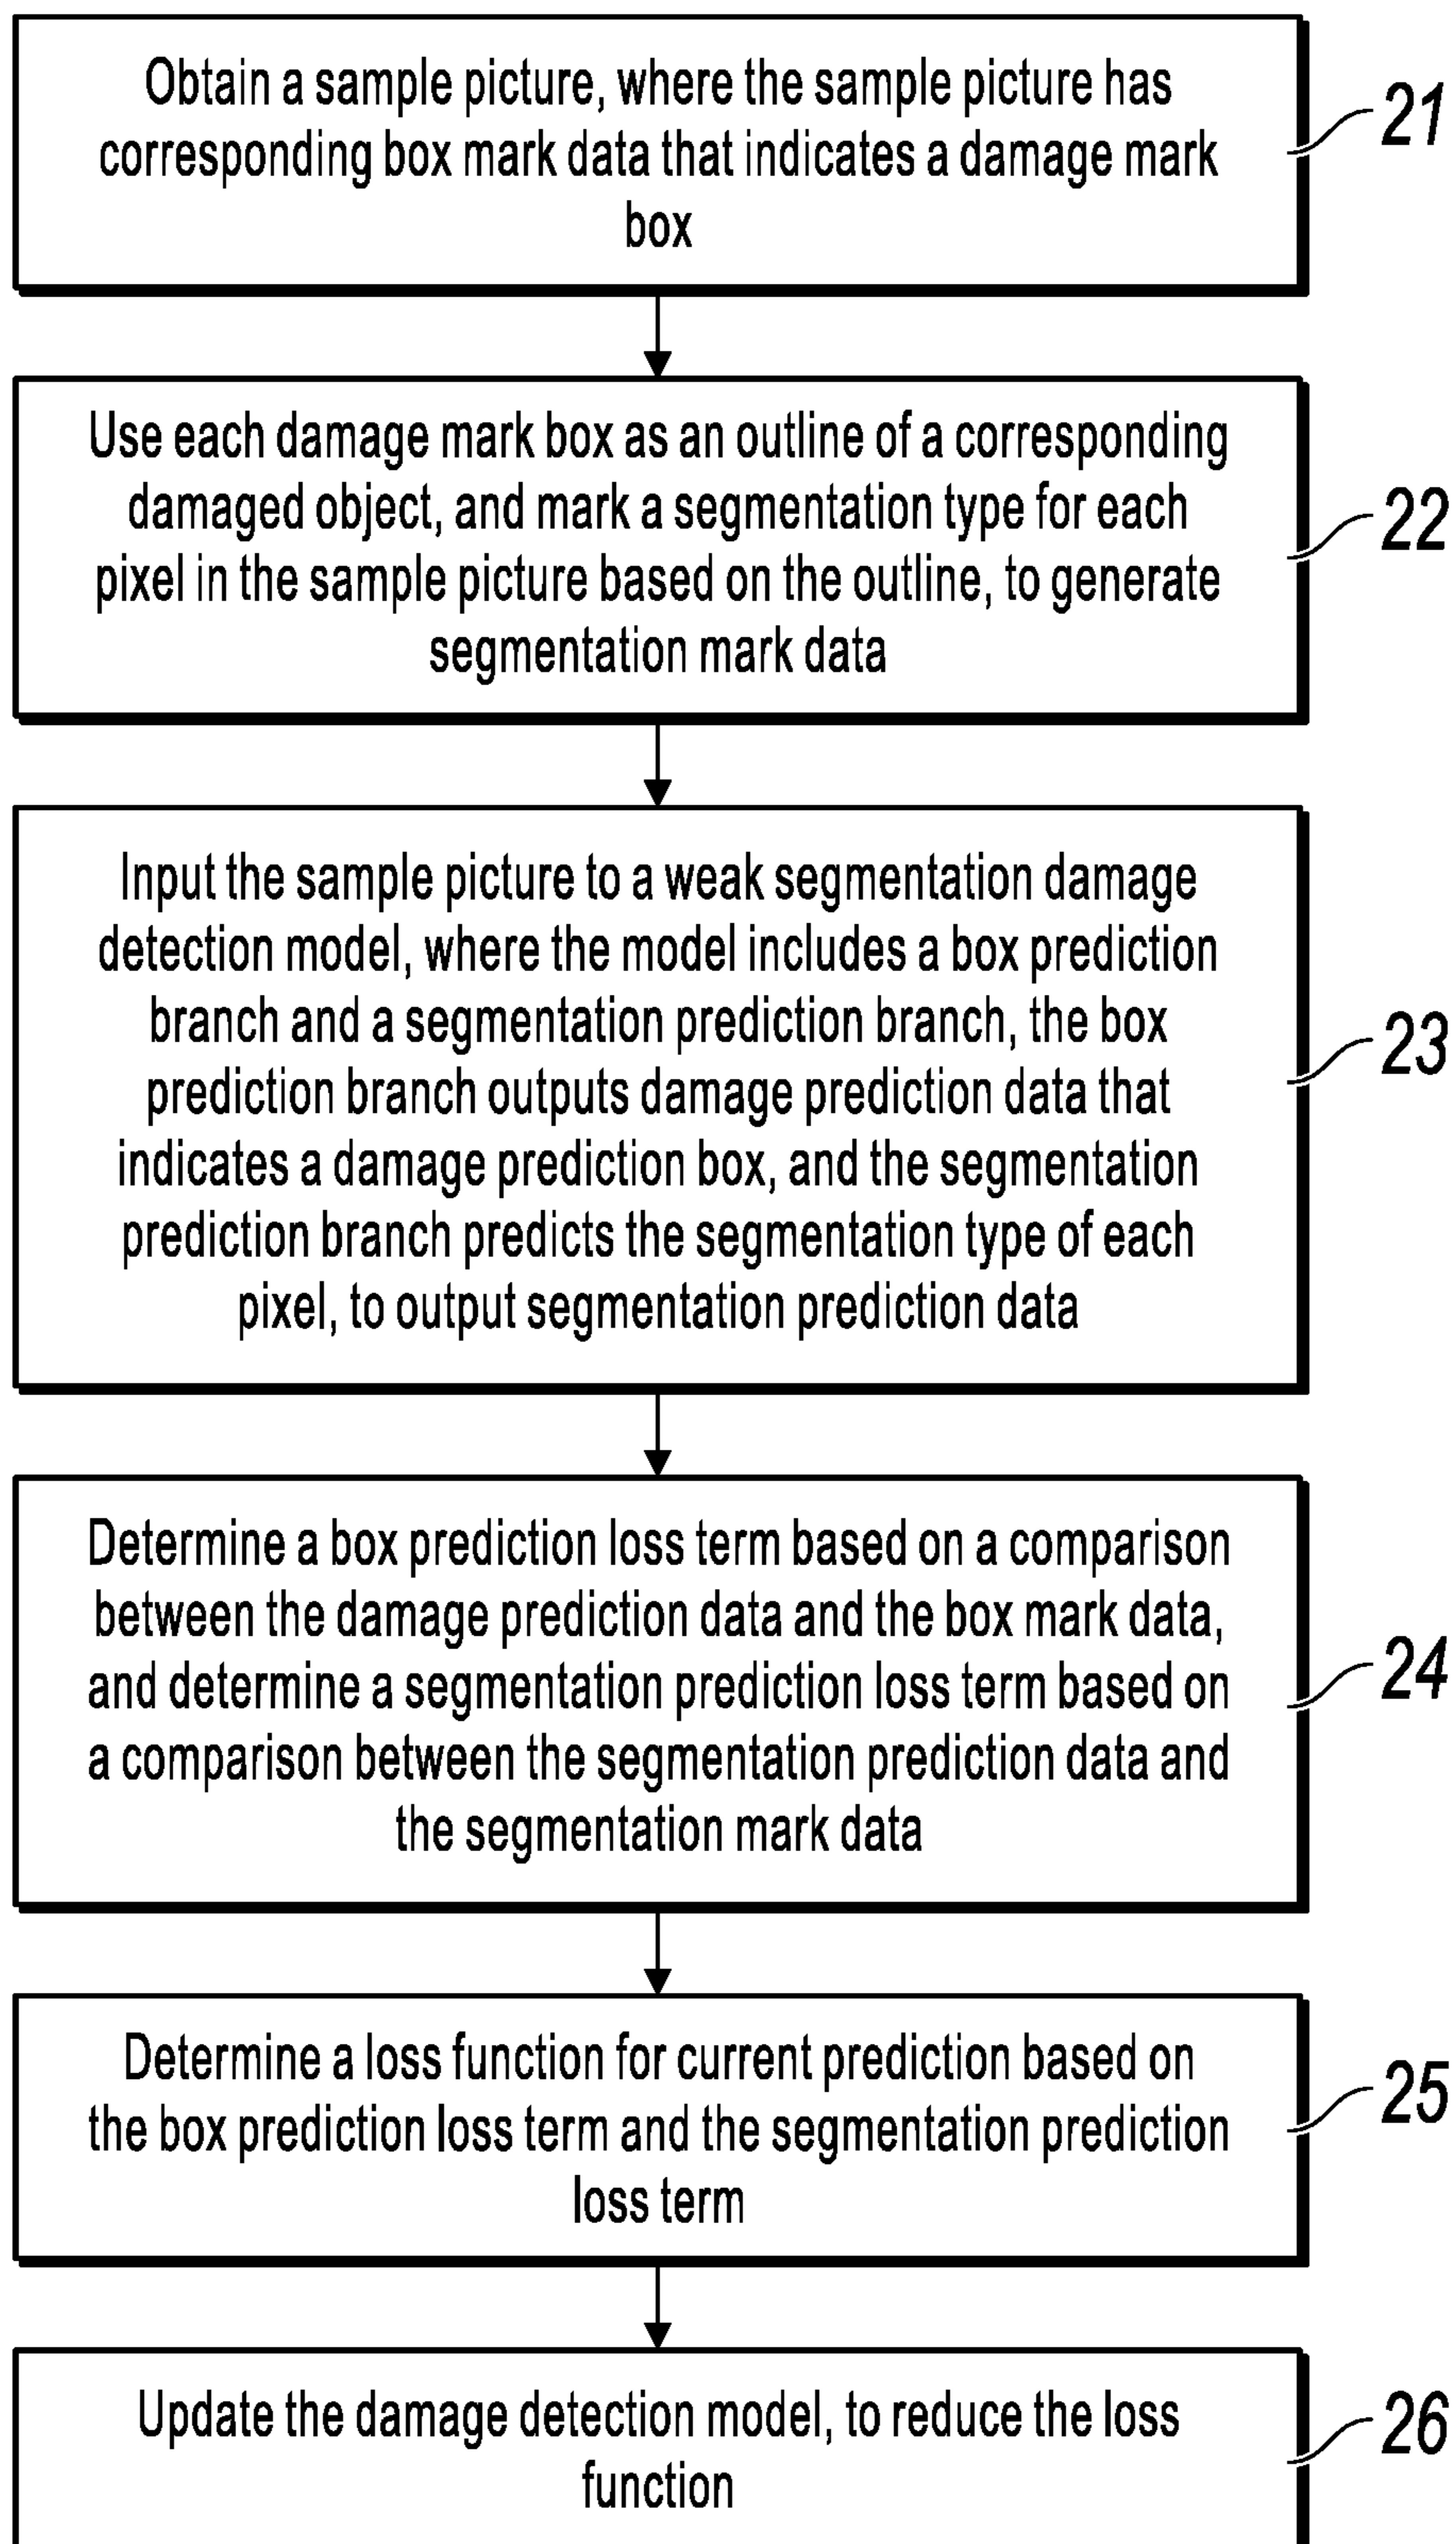 Obtain a sample picture, where the sample picture has
corresponding box mark data that indicates a damage mark
box
21
Use each damage mark box as an outline of a corresponding
damaged object, and mark a segmentation type for each
pixel in the sample picture based on the outline, to generate
segmentation mark data
22
Input the sample picture to a weak segmentation damage
detection model, where the model includes a box prediction
branch and a segmentation prediction branch, the box
prediction branch outputs damage prediction data that
indicates a damage prediction box, and the segmentation
prediction branch predicts the segmentation type of each
pixel, to output segmentation prediction data
23
Determine a box prediction loss term based on a comparison
between the damage prediction data and the box mark data,
and determine a segmentation prediction loss term based on
a comparison between the segmentation prediction data and
the segmentation mark data
24
Determine a loss function for current prediction based on
the box prediction loss term and the segmentation prediction
loss term
25
Update the damage detection model, to reduce the loss
function
26